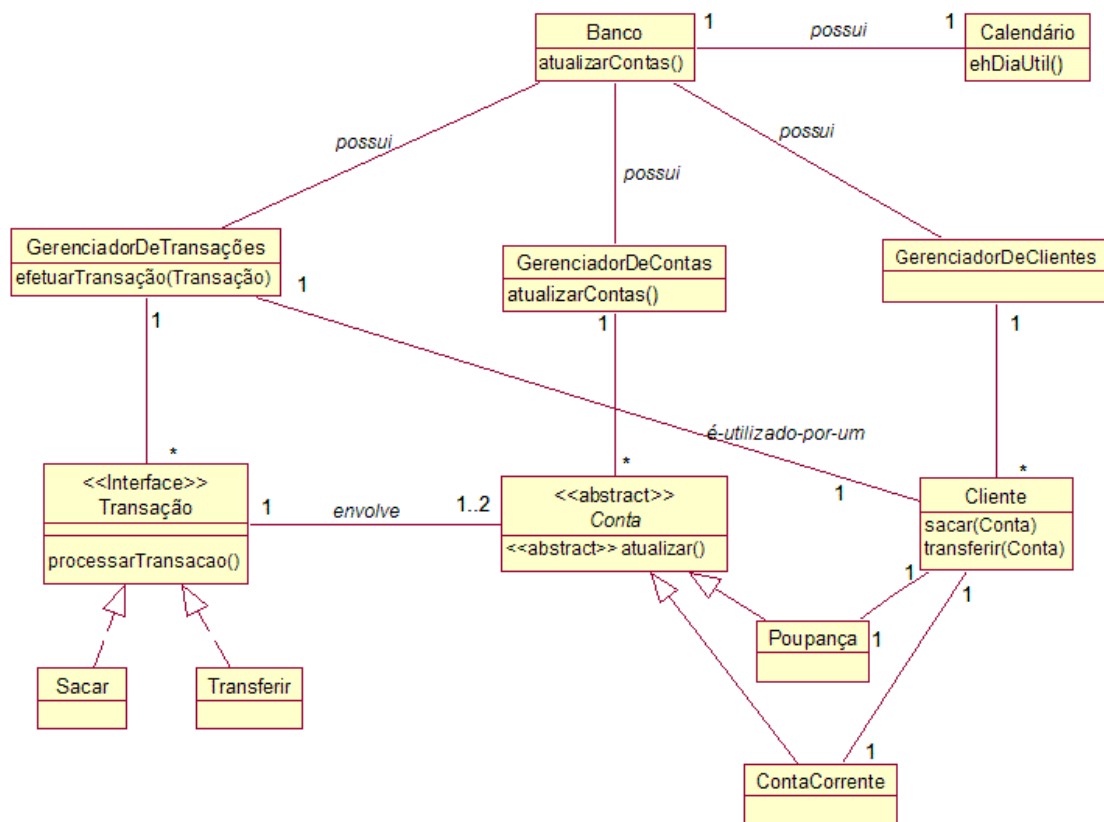 Banco
atualizarContas()
1
possui
1
Calendário
ehDiaUtil()
possui
possui
possui
GerenciadorDeTransações
efetuarTransação(Transação)
1
1
GerenciadorDeContas
atualizarContas()
1
GerenciadorDeClientes
1
é-utilizado-por-um
*
*
*
1
<<Interface>>
Transação
processarTransacao()
1
envolve
1..2
<<abstract>>
Conta
<<abstract>> atualizar()
Cliente
sacar(Conta)
transferir(Conta)
1
1
Poupança
1
Sacar
Transferir
1
ContaCorrente